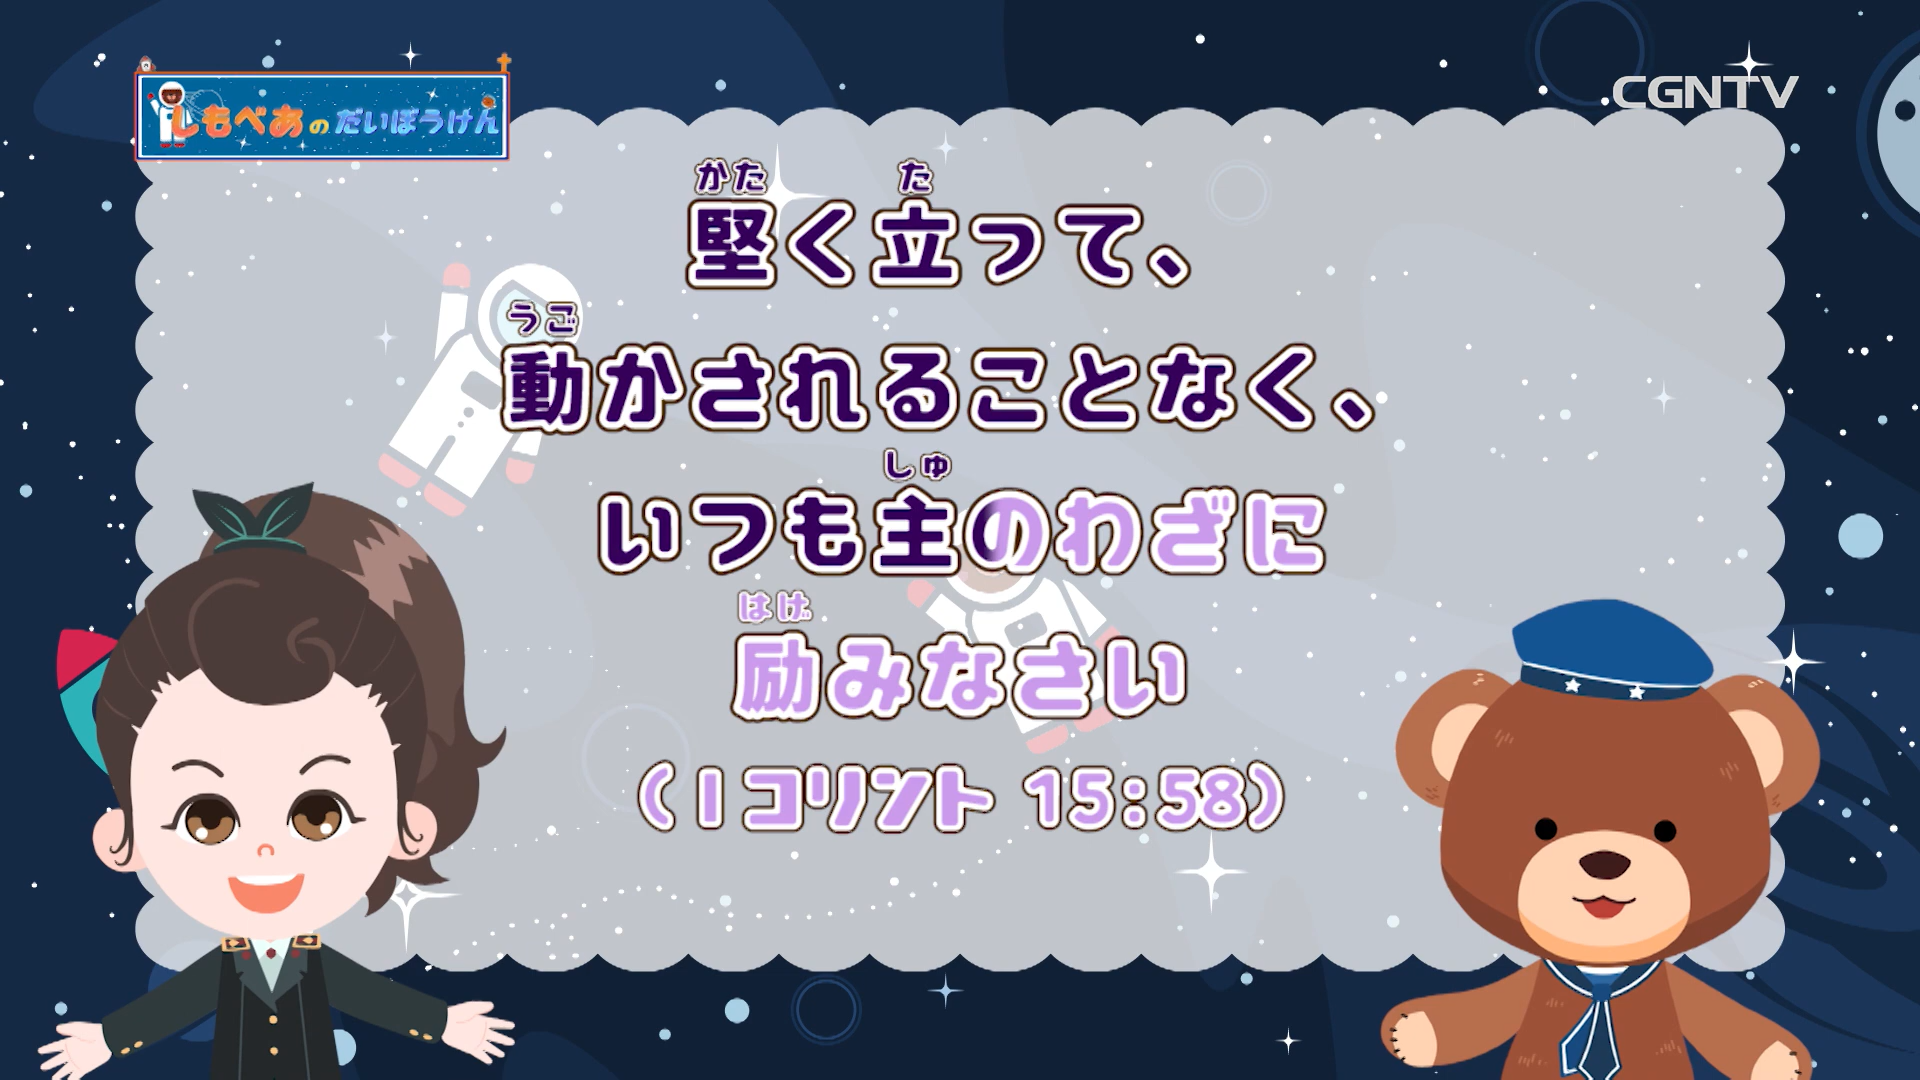 しもべあのだいぼうけん
CGNTV
かた た
堅く立って、
うご
動かされることなく、
しゅ
いつも主のわざに
はげ
励みなさい
(Iコリント 15:58)